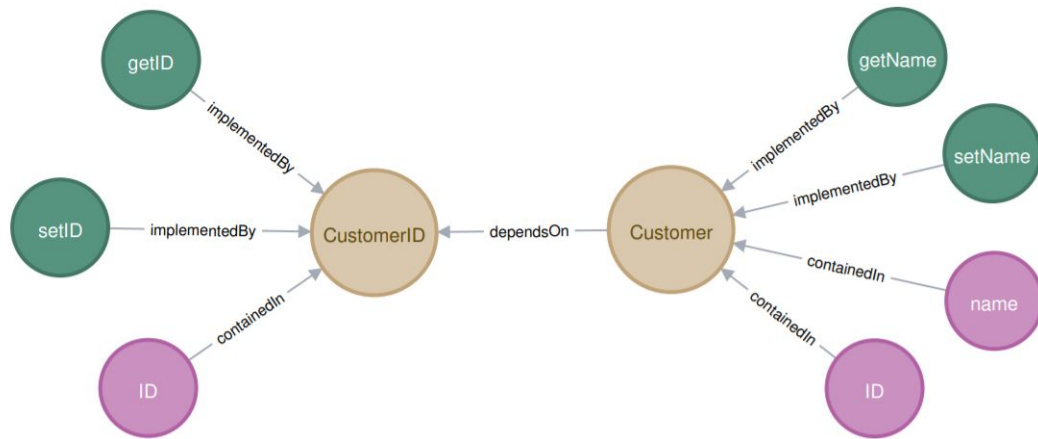 getID
getName
implementedBy
implementedBy
setName
implementedBy
setID
implementedBy
CustomerID
dependsOn
Customer
containedIn
name
containedIn
containedIn
ID
ID